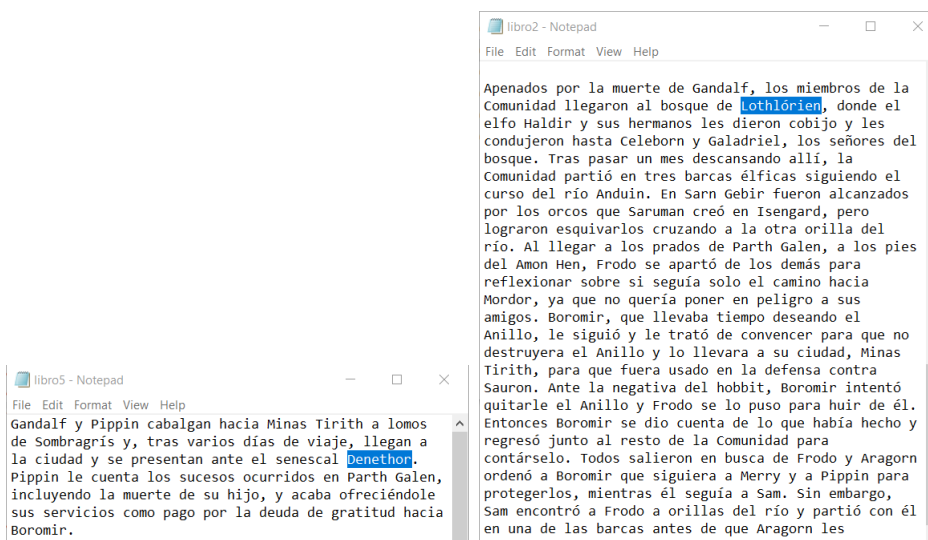 libro5 - Notepad
File Edit Format View Help
Gandalf y Pippin cabalgan hacia Minas Tirith a lomos
de Sombragrís y, tras varios días de viaje, llegan a
la ciudad y se presentan ante el senescal Denethor.
Pippin le cuenta los sucesos ocurridos en Parth Galen,
incluyendo la muerte de su hijo, y acaba ofreciéndole
sus servicios como pago por la deuda de gratitud hacia
Boromir.
libro2 - Notepad
File Edit Format View Help
Apenados por la muerte de Gandalf, los miembros de la
Comunidad llegaron al bosque de Lothlórien, donde el
elfo Haldir y sus hermanos les dieron cobijo y les
condujeron hasta Celeborn y Galadriel, los señores del
bosque. Tras pasar un mes descansando allí, la
Comunidad partió en tres barcas élficas siguiendo el
curso del río Anduin. En Sarn Gebir fueron alcanzados
por los orcos que Saruman creó en Isengard, pero
lograron esquivarlos cruzando a la otra orilla del
río. Al llegar a los prados de Parth Galen, a los pies
del Amon Hen, Frodo se apartó de los demás para
reflexionar sobre si seguía solo el camino hacia
Mordor, ya que no quería poner en peligro a sus
amigos. Boromir, que llevaba tiempo deseando el
Anillo, le siguió y le trató de convencer para que no
destruyera el Anillo y lo llevara a su ciudad, Minas
Tirith, para que fuera usado en la defensa contra
Sauron. Ante la negativa del hobbit, Boromir intentó
quitarle el Anillo y Frodo se lo puso para huir de él.
Entonces Boromir se dio cuenta de lo que había hecho y
regresó junto al resto de la Comunidad para
contárselo. Todos salieron en busca de Frodo y Aragorn
ordenó a Boromir que siguiera a Merry y a Pippin para
protegerlos, mientras él seguía a Sam. Sin embargo,
Sam encontró a Frodo a orillas del río y partió con él
en una de las barcas antes de que Aragorn les